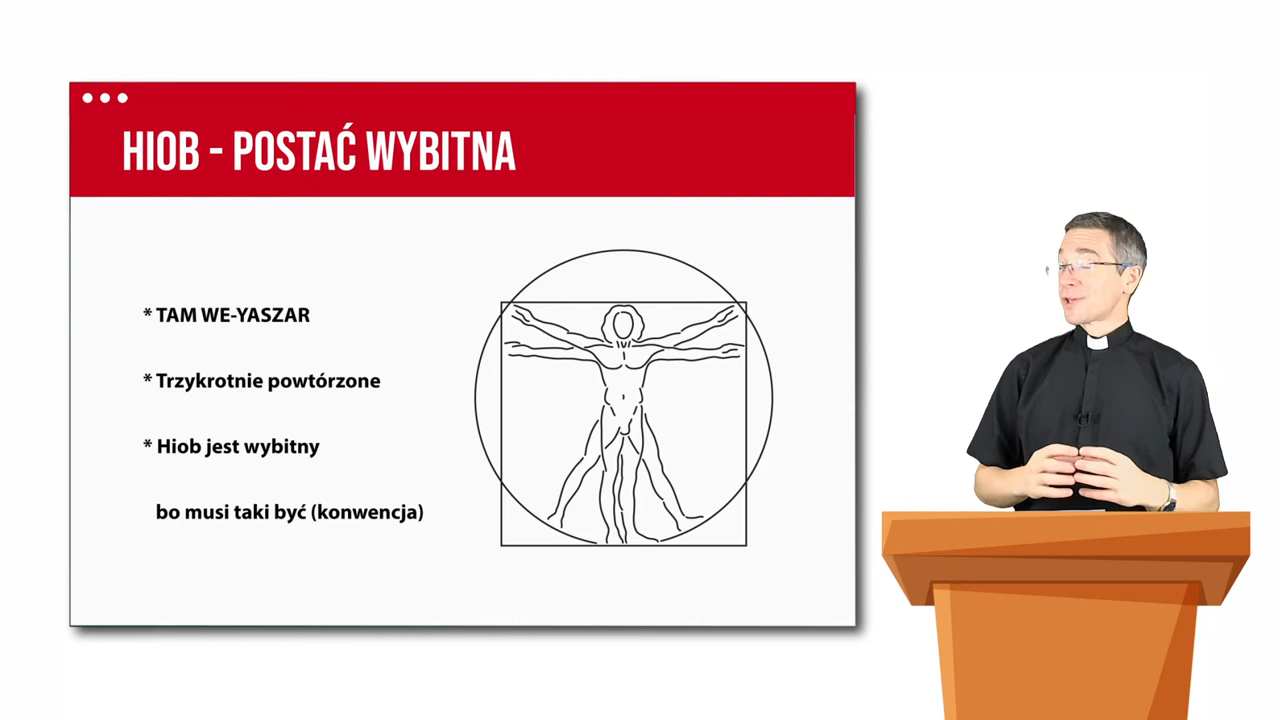 HIOB - POSTAĆ WYBITNA
* TAM WE-YASZAR
* Trzykrotnie powtórzone
* Hiob jest wybitny
bo musi taki być (konwencja)